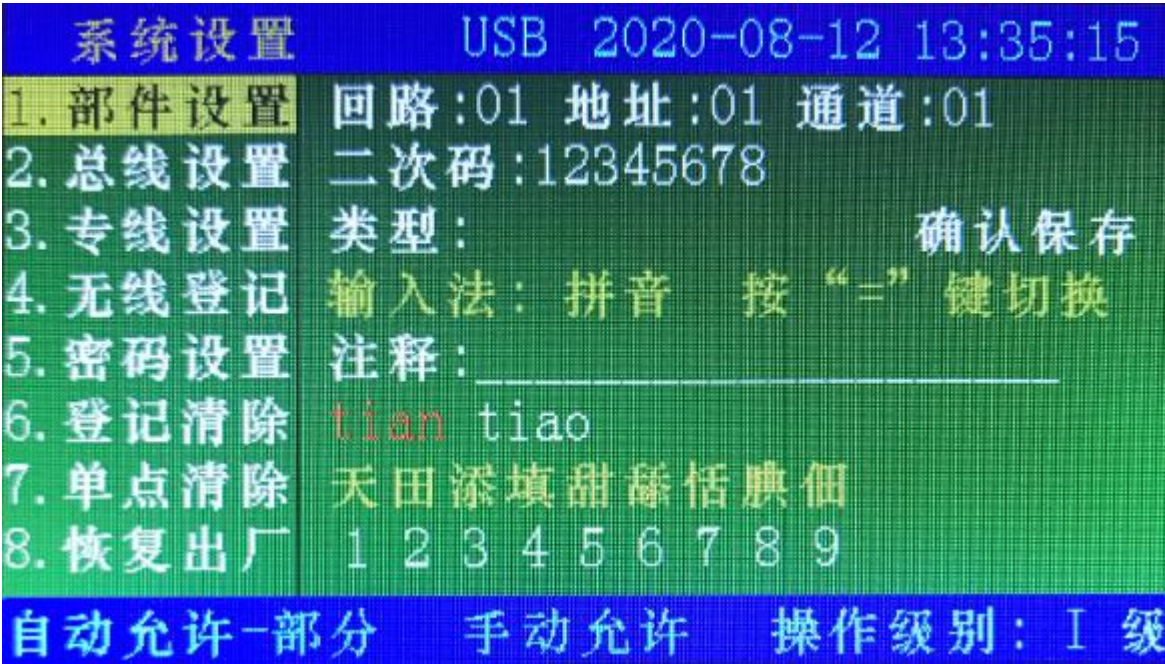 系统设置 USB 2020-08-12 13:35:15
1.部件设置 回路:01 地址:01 通道:01
2.总线设置 二次码:12345678
3.专线设置 类型: 确认保存
4.无线登记 输入法: 拼音 按 “=” 键切换
5.密码设置 注释:____________________
6.登记清除 tian tiao
7.单点清除 天田添填甜舔恬腆佃
8.恢复出厂 1 2 3 4 5 6 7 8 9
自动允许-部分 手动允许 操作级别: I 级